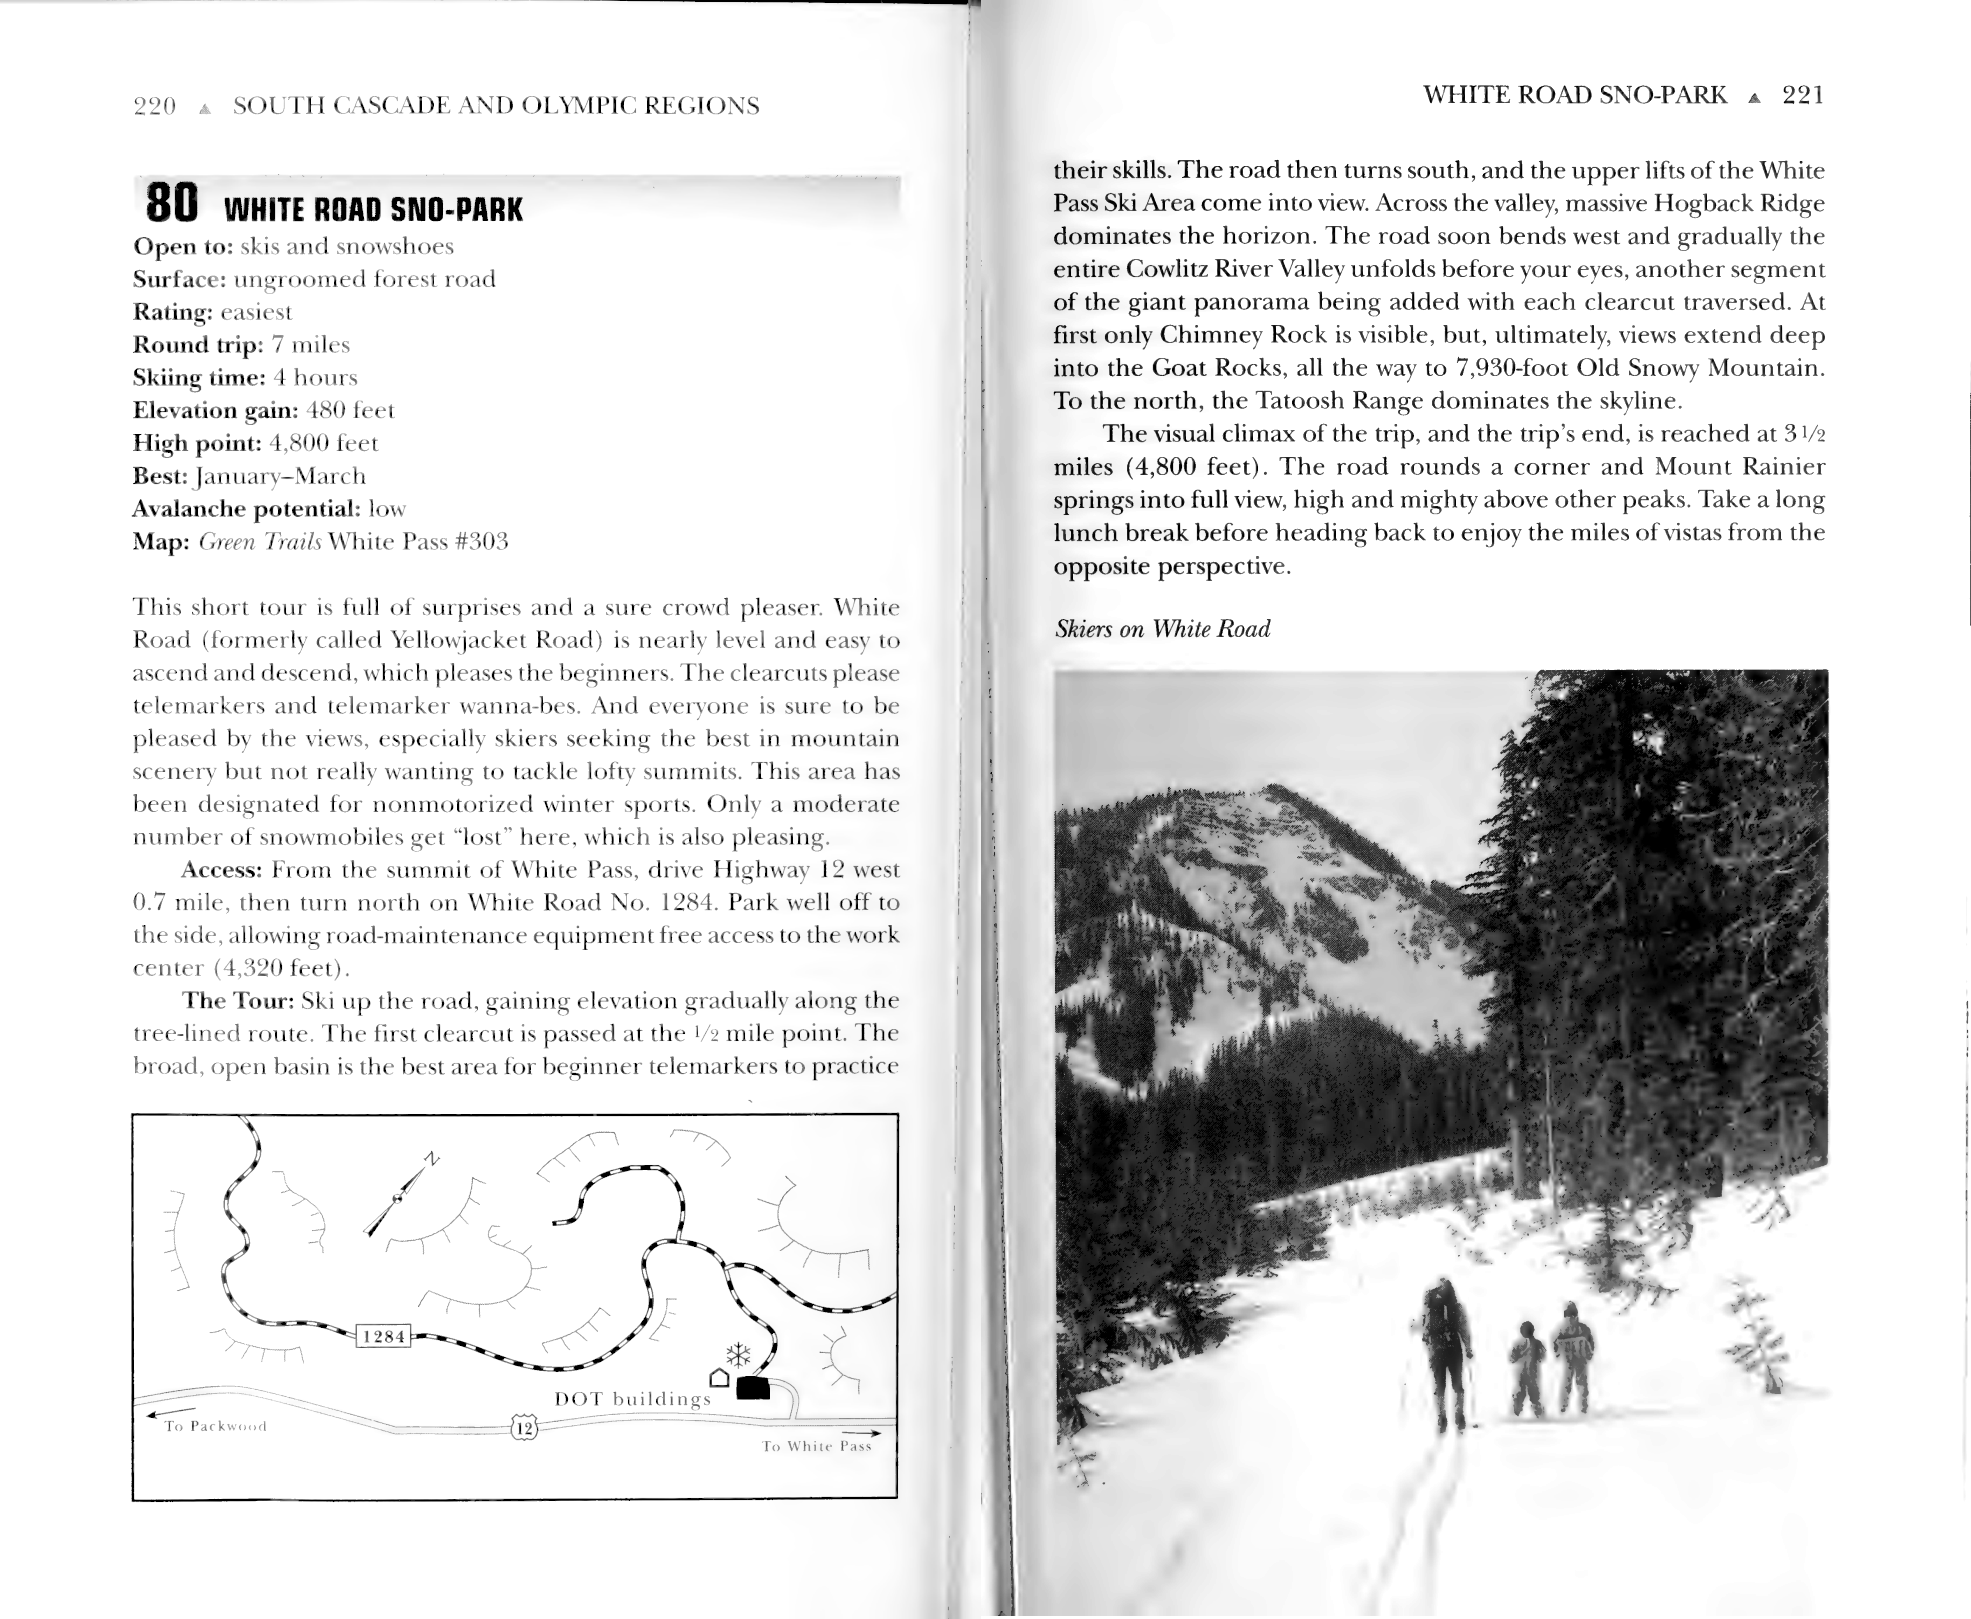 220 ▲ SOUTH CASCADE AND OLYMPIC REGIONS
80 WHITE ROAD SNO-PARK
Open to: skis and snowshoes
Surface: ungroomed forest road
Rating: easiest
Round trip: 7 miles
Skiing time: 4 hours
Elevation gain: 480 feet
High point: 4,800 feet
Best: January–March
Avalanche potential: low
Map: Green Trails White Pass #303
This short tour is full of surprises and a sure crowd pleaser. White
Road (formerly called Yellowjacket Road) is nearly level and easy to
ascend and descend, which pleases the beginners. The clearcuts please
telemarkers and telemarker wanna-bes. And everyone is sure to be
pleased by the views, especially skiers seeking the best in mountain
scenery but not really wanting to tackle lofty summits. This area has
been designated for nonmotorized winter sports. Only a moderate
number of snowmobiles get “lost” here, which is also pleasing.
Access: From the summit of White Pass, drive Highway 12 west
0.7 mile, then turn north on White Road No. 1284. Park well off to
the side, allowing road-maintenance equipment free access to the work
center (4,320 feet).
The Tour: Ski up the road, gaining elevation gradually along the
tree-lined route. The first clearcut is passed at the 1/2 mile point. The
broad, open basin is the best area for beginner telemarkers to practice
N
1284
DOT buildings
To Packwood
12
To White Pass
WHITE ROAD SNO-PARK ▲ 221
their skills. The road then turns south, and the upper lifts of the White
Pass Ski Area come into view. Across the valley, massive Hogback Ridge
dominates the horizon. The road soon bends west and gradually the
entire Cowlitz River Valley unfolds before your eyes, another segment
of the giant panorama being added with each clearcut traversed. At
first only Chimney Rock is visible, but, ultimately, views extend deep
into the Goat Rocks, all the way to 7,930-foot Old Snowy Mountain.
To the north, the Tatoosh Range dominates the skyline.
The visual climax of the trip, and the trip’s end, is reached at 3 1/2
miles (4,800 feet). The road rounds a corner and Mount Rainier
springs into full view, high and mighty above other peaks. Take a long
lunch break before heading back to enjoy the miles of vistas from the
opposite perspective.
Skiers on White Road